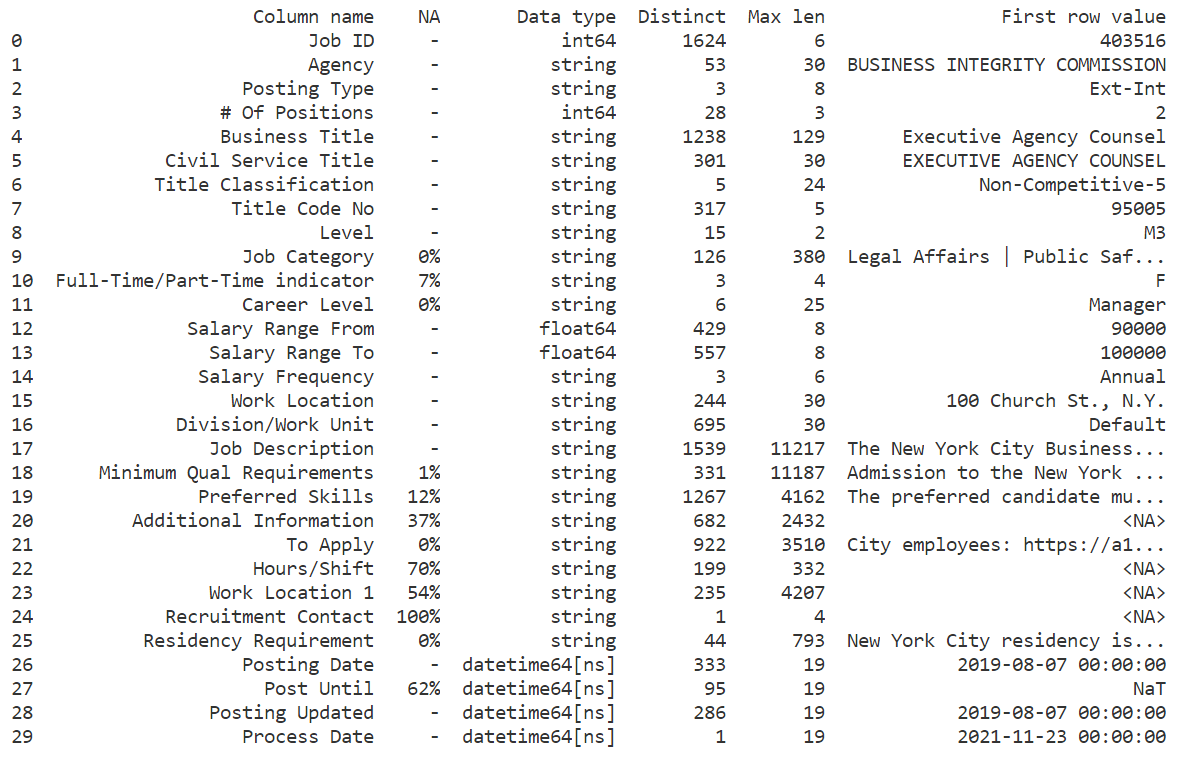 Column name NA Data type Distinct Max len First row value
0 Job ID - int64 1624 6 403516
1 Agency - string 53 30 BUSINESS INTEGRITY COMMISSION
2 Posting Type - string 3 8 Ext-Int
3 # Of Positions - int64 28 3 2
4 Business Title - string 1238 129 Executive Agency Counsel
5 Civil Service Title - string 301 30 EXECUTIVE AGENCY COUNSEL
6 Title Classification - string 5 24 Non-Competitive-5
7 Title Code No - string 317 5 95005
8 Level - string 15 2 M3
9 Job Category 0% string 126 380 Legal Affairs | Public Saf...
10 Full-Time/Part-Time indicator 7% string 3 4 F
11 Career Level 0% string 6 25 Manager
12 Salary Range From - float64 429 8 90000
13 Salary Range To - float64 557 8 100000
14 Salary Frequency - string 3 6 Annual
15 Work Location - string 244 30 100 Church St., N.Y.
16 Division/Work Unit - string 695 30 Default
17 Job Description - string 1539 11217 The New York City Business...
18 Minimum Qual Requirements 1% string 331 11187 Admission to the New York ...
19 Preferred Skills 12% string 1267 4162 The preferred candidate mu...
20 Additional Information 37% string 682 2432 <NA>
21 To Apply 0% string 922 3510 City employees: https://a1...
22 Hours/Shift 70% string 199 332 <NA>
23 Work Location 1 54% string 235 4207 <NA>
24 Recruitment Contact 100% string 1 4 <NA>
25 Residency Requirement 0% string 44 793 New York City residency is...
26 Posting Date - datetime64[ns] 333 19 2019-08-07 00:00:00
27 Post Until 62% datetime64[ns] 95 19 NaT
28 Posting Updated - datetime64[ns] 286 19 2019-08-07 00:00:00
29 Process Date - datetime64[ns] 1 19 2021-11-23 00:00:00